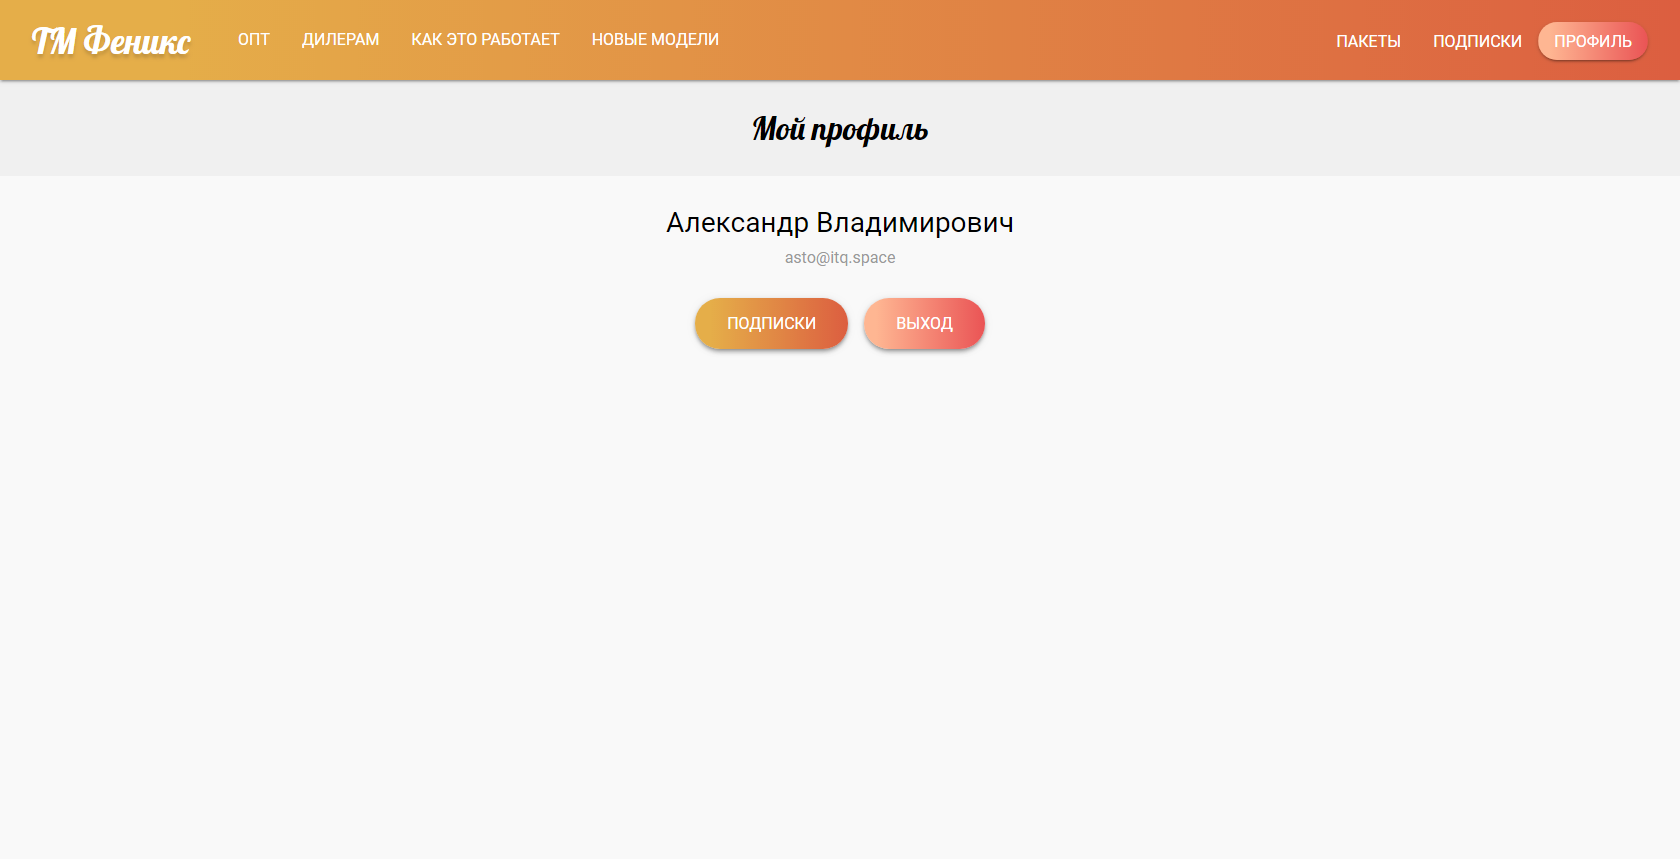 ТМ Феникс ОПТ ДИЛЕРАМ КАК ЭТО РАБОТАЕТ НОВЫЕ МОДЕЛИ ПАКЕТЫ ПОДПИСКИ ПРОФИЛЬ
Мой профиль
Александр Владимирович
asto@itq.space
ПОДПИСКИ ВЫХОД